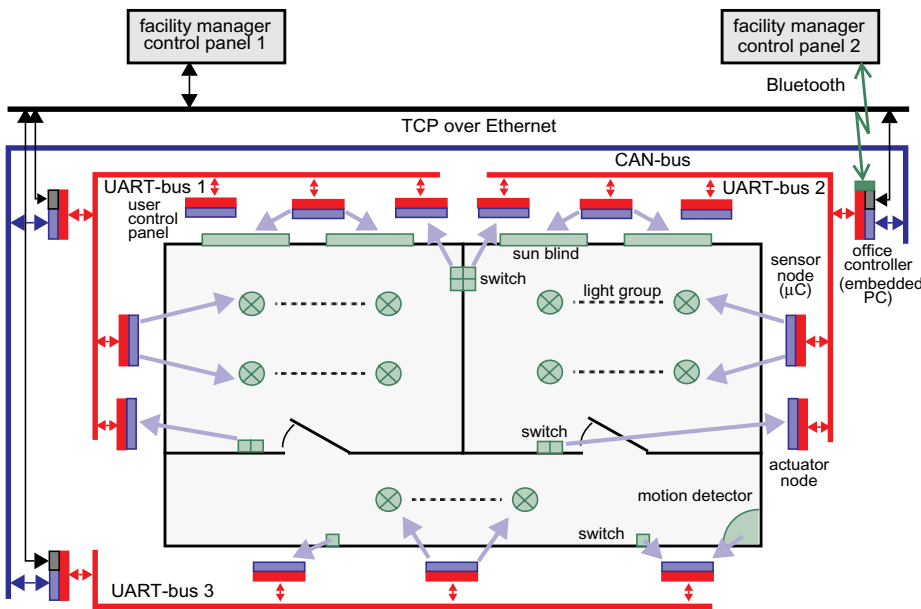 facility manager
control panel 1
facility manager
control panel 2
Bluetooth
TCP over Ethernet
CAN-bus
UART-bus 1
UART-bus 2
user
control
panel
sun blind
switch
light group
sensor
node
(µC)
office
controller
(embedded
PC)
switch
actuator
node
motion detector
switch
UART-bus 3